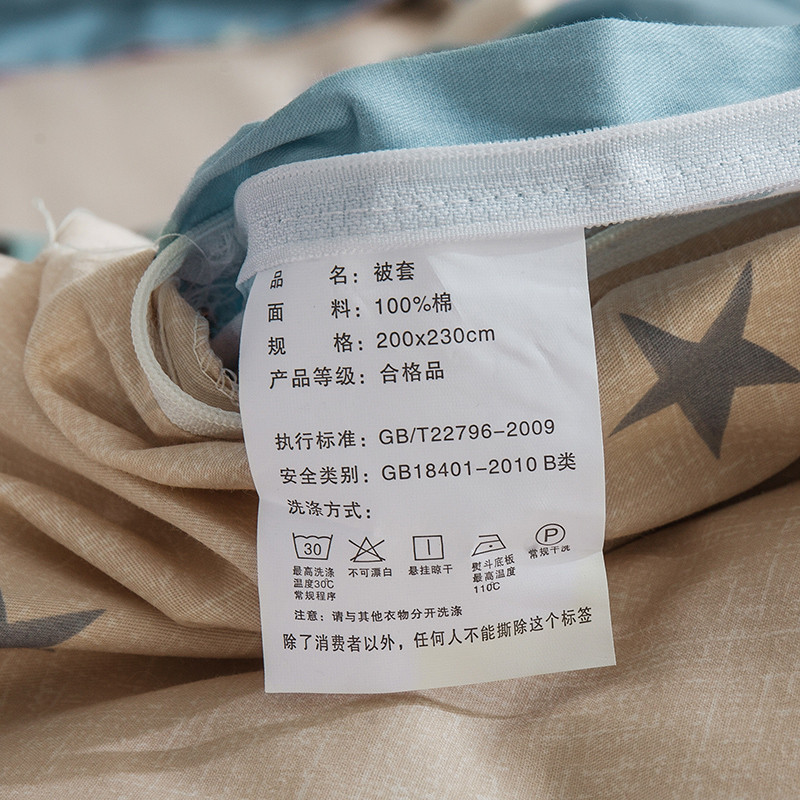 品 名：被套
面 料：100%棉
规 格：200x230cm
产品等级：合格品
执行标准：GB/T22796-2009
安全类别：GB18401-2010 B类
洗涤方式：
30
P
最高洗涤
温度30℃
常规程序
不可漂白
悬挂晾干
熨斗底板
最高温度
110℃
常规干洗
注意：请与其他衣物分开洗涤
除了消费者以外，任何人不能撕除这个标签